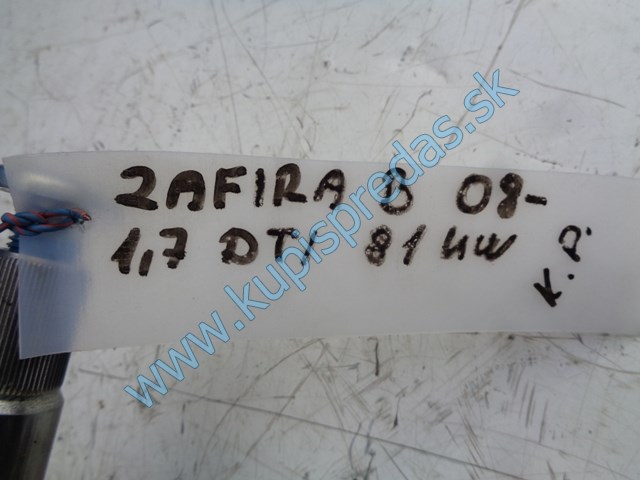 ZAFIRA B 08-
1,7 DTI 81 KW
K.P.
www.kupispredas.sk